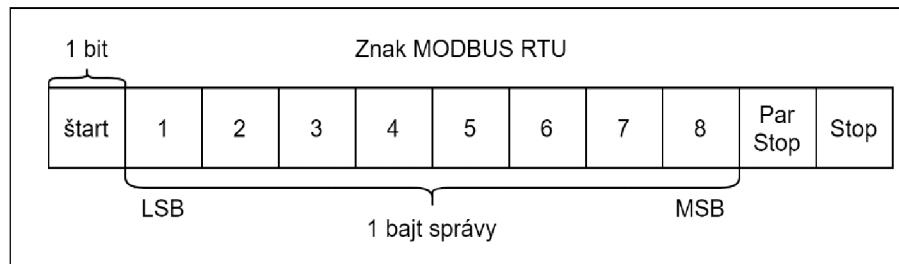 1 bit
Znak MODBUS RTU
štart 1 2 3 4 5 6 7 8 Par Stop Stop
LSB
MSB
1 bajt správy